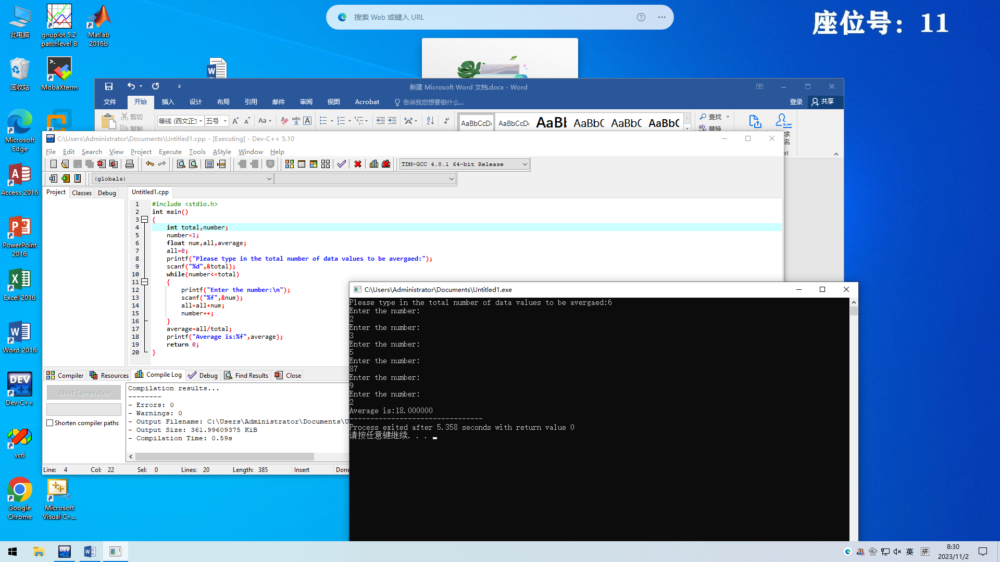 搜索 Web 或键入 URL
座位号：11
此电脑
gnuplot 5.2 patchlevel 8
Matlab 2016b
回收站
MobaXterm
Microsoft Edge
Access 2016
PowerPoint 2016
Excel 2016
Word 2016
Dev-C++
vc6
Google Chrome
Microsoft Visual C+...
新建 Microsoft Word 文档.docx - Word
文件 开始 插入 设计 布局 引用 邮件 审阅 视图 Acrobat 告诉我您想要做什么... 登录 共享
剪切
复制
等线 (西文正文 五号 Aa
AaBbCcDc AaBbCcDc AaBb AaBbC AaBbC AaBbC
查找
替换
C:\Users\Administrator\Documents\Untitled1.cpp - [Executing] - Dev-C++ 5.10
File Edit Search View Project Execute Tools AStyle Window Help
TDM-GCC 4.8.1 64-bit Release
(globals)
Project Classes Debug
Untitled1.cpp
1 #include <stdio.h>
2 int main()
3 {
4 int total,number;
5 number=1;
6 float num,all,average;
7 all=0;
8 printf("Please type in the total number of data values to be avergaed:");
9 scanf("%d",&total);
10 while(number<=total)
11 {
12 printf("Enter the number:\n");
13 scanf("%f",&num);
14 all=all+num;
15 number++;
16 }
17 average=all/total;
18 printf("Average is:%f",average);
19 return 0;
20 }
Compiler Resources Compile Log Debug Find Results Close
Abort Compilation
Shorten compiler paths
Compilation results...
--------
- Errors: 0
- Warnings: 0
- Output Filename: C:\Users\Administrator\Documents\U
- Output Size: 361.99609375 KiB
- Compilation Time: 0.59s
Line: 4 Col: 22 Sel: 0 Lines: 20 Length: 385 Insert Done
C:\Users\Administrator\Documents\Untitled1.exe
Please type in the total number of data values to be avergaed:6
Enter the number:
2
Enter the number:
3
Enter the number:
5
Enter the number:
87
Enter the number:
9
Enter the number:
2
Average is:18.000000
--------------------------------
Process exited after 5.358 seconds with return value 0
请按任意键继续. . .
英 拼
8:30
2023/11/2